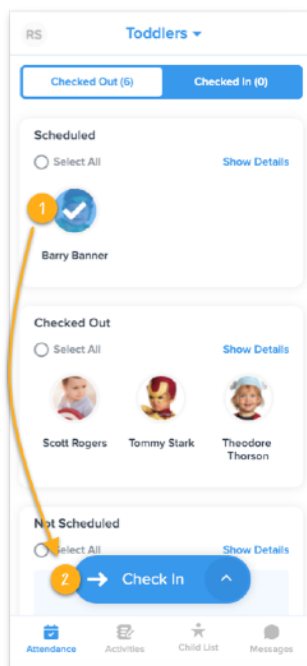 RS
Toddlers
Checked Out (6)
Checked In (0)
Scheduled
Select All
Show Details
1
Barry Banner
Checked Out
Select All
Show Details
Scott Rogers
Tommy Stark
Theodore
Thorson
Not Scheduled
Select All
Show Details
2
Check In
Attendance
Activities
Child List
Messages